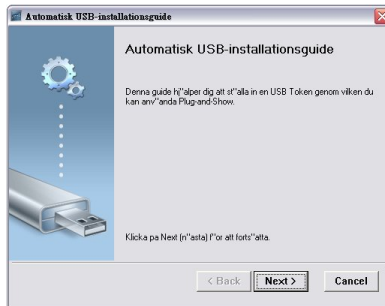 Automatisk USB-installationsguide
Automatisk USB-installationsguide
Denna guide hj"alper dig att st"alla in en USB Token genom vilken du
kan anv"anda Plug-and-Show.
Klicka pa Next (n"asta) f"or att forts"atta.
< Back Next > Cancel